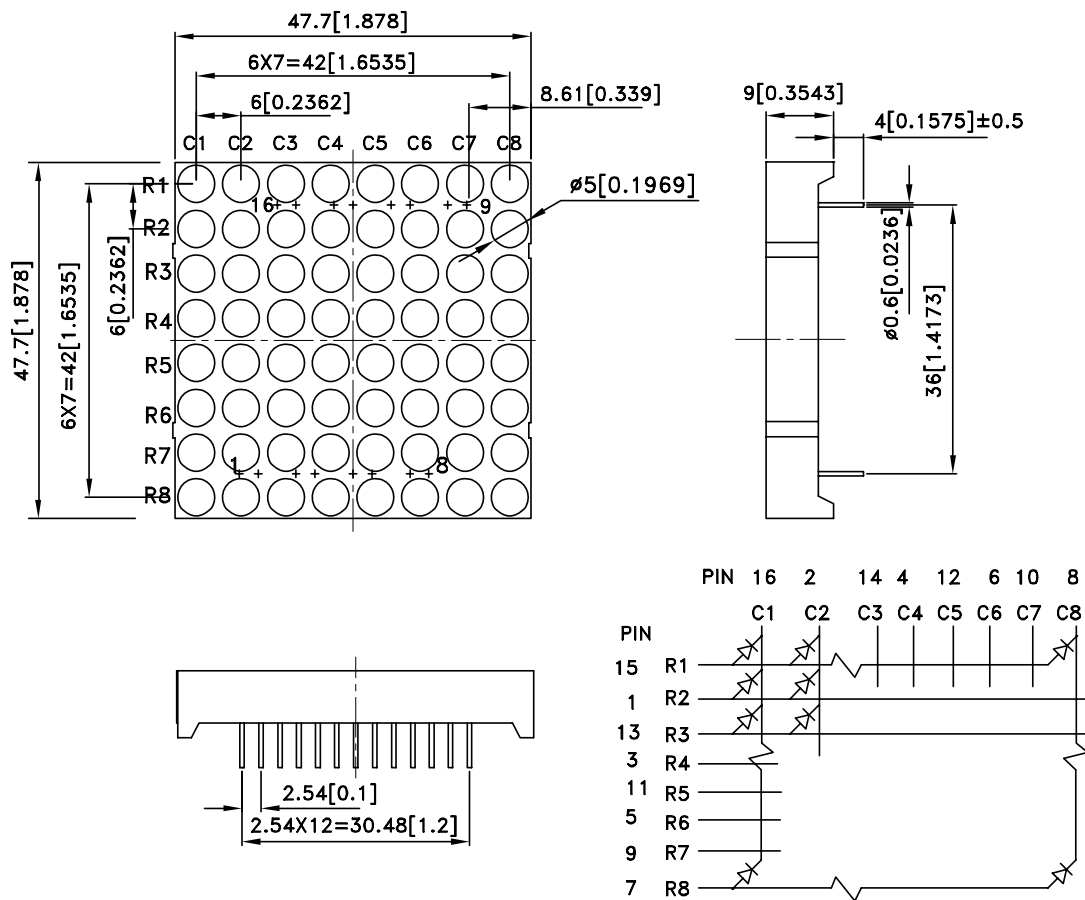 47.7[1.878]
6X7=42[1.6535]
6[0.2362]
8.61[0.339]
C1 C2 C3 C4 C5 C6 C7 C8
R1
R2
R3
R4
R5
R6
R7
R8
16
9
1
8
ø5[0.1969]
47.7[1.878]
6X7=42[1.6535]
6[0.2362]
9[0.3543]
4[0.1575]±0.5
ø0.6[0.0236]
36[1.4173]
2.54[0.1]
2.54X12=30.48[1.2]
PIN 16 2 14 4 12 6 10 8
C1 C2 C3 C4 C5 C6 C7 C8
PIN
15 R1
1 R2
13 R3
3 R4
11 R5
5 R6
9 R7
7 R8